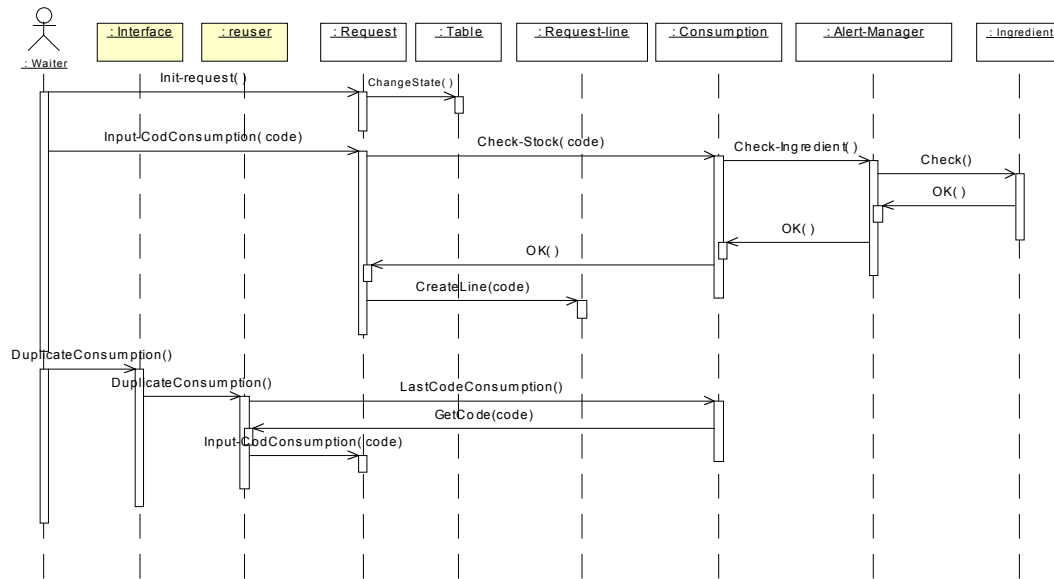 : Interface
: reuser
: Request
: Table
: Request-line
: Consumption
: Alert-Manager
: Ingredient
: Waiter
Init-request( )
ChangeState( )
Input-CodConsumption( code)
Check-Stock( code)
Check-Ingredient( )
Check()
OK( )
OK( )
OK( )
CreateLine(code)
DuplicateConsumption()
DuplicateConsumption()
LastCodeConsumption()
GetCode(code)
Input-CodConsumption( code)